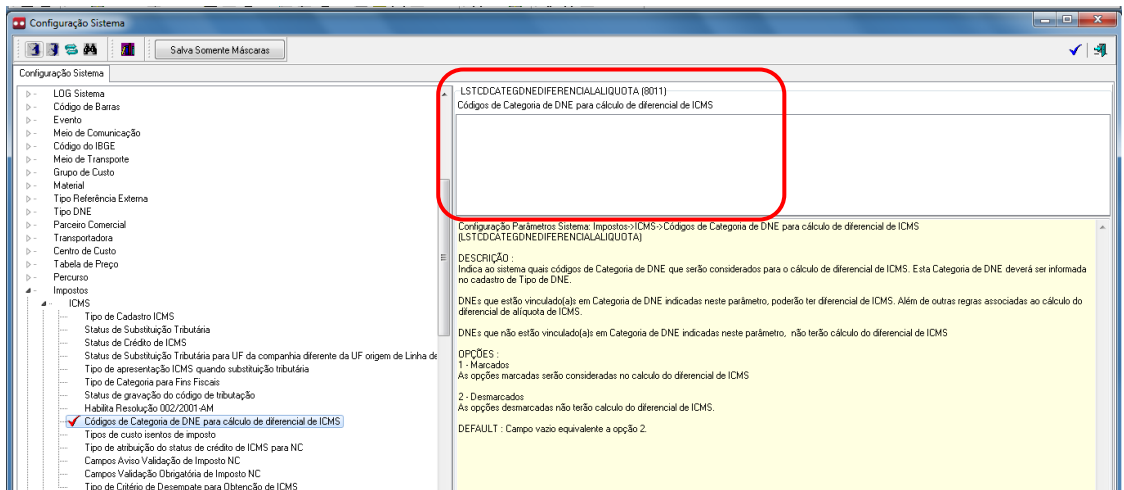 Configuração Sistema
Salva Somente Máscaras
Configuração Sistema
LOG Sistema
Código de Barras
Evento
Meio de Comunicação
Código do IBGE
Meio de Transporte
Grupo de Custo
Material
Tipo Referência Externa
Tipo DNE
Parceiro Comercial
Transportadora
Centro de Custo
Tabela de Preço
Percurso
Impostos
ICMS
Tipo de Cadastro ICMS
Status de Substituição Tributária
Status de Crédito de ICMS
Status de Substituição Tributária para UF da companhia diferente da UF origem de Linha de
Tipo de apresentação ICMS quando substituição tributária
Tipo de Categoria para Fins Fiscais
Status de gravação do código de tributação
Habilita Resolução 002/2001-AM
Códigos de Categoria de DNE para cálculo de diferencial de ICMS
Tipos de custo isentos de imposto
Tipo de atribuição do status de crédito de ICMS para NC
Campos Aviso Validação de Imposto NC
Campos Validação Obrigatória de Imposto NC
Tipo de Critério de Desempate para Obtenção de ICMS
LSTCDCATEGDNEDIFERENCIALALIQUOTA (8011)
Códigos de Categoria de DNE para cálculo de diferencial de ICMS
Configuração Parâmetros Sistema: Impostos->ICMS->Códigos de Categoria de DNE para cálculo de diferencial de ICMS
(LSTCDCATEGDNEDIFERENCIALALIQUOTA)
DESCRIÇÃO :
Indica ao sistema quais códigos de Categoria de DNE que serão considerados para o cálculo de diferencial de ICMS. Esta Categoria de DNE deverá ser informada
no cadastro de Tipo de DNE.
DNEs que estão vinculado(a)s em Categoria de DNE indicadas neste parâmetro, poderão ter diferencial de ICMS. Além de outras regras associadas ao cálculo do
diferencial de alíquota de ICMS.
DNEs que não estão vinculado(a)s em Categoria de DNE indicadas neste parâmetro, não terão cálculo do diferencial de ICMS
OPÇÕES :
1 - Marcados
As opções marcadas serão consideradas no calculo do diferencial de ICMS
2 - Desmarcados
As opções desmarcadas não terão calculo do diferencial de ICMS.
DEFAULT : Campo vazio equivalente a opção 2.